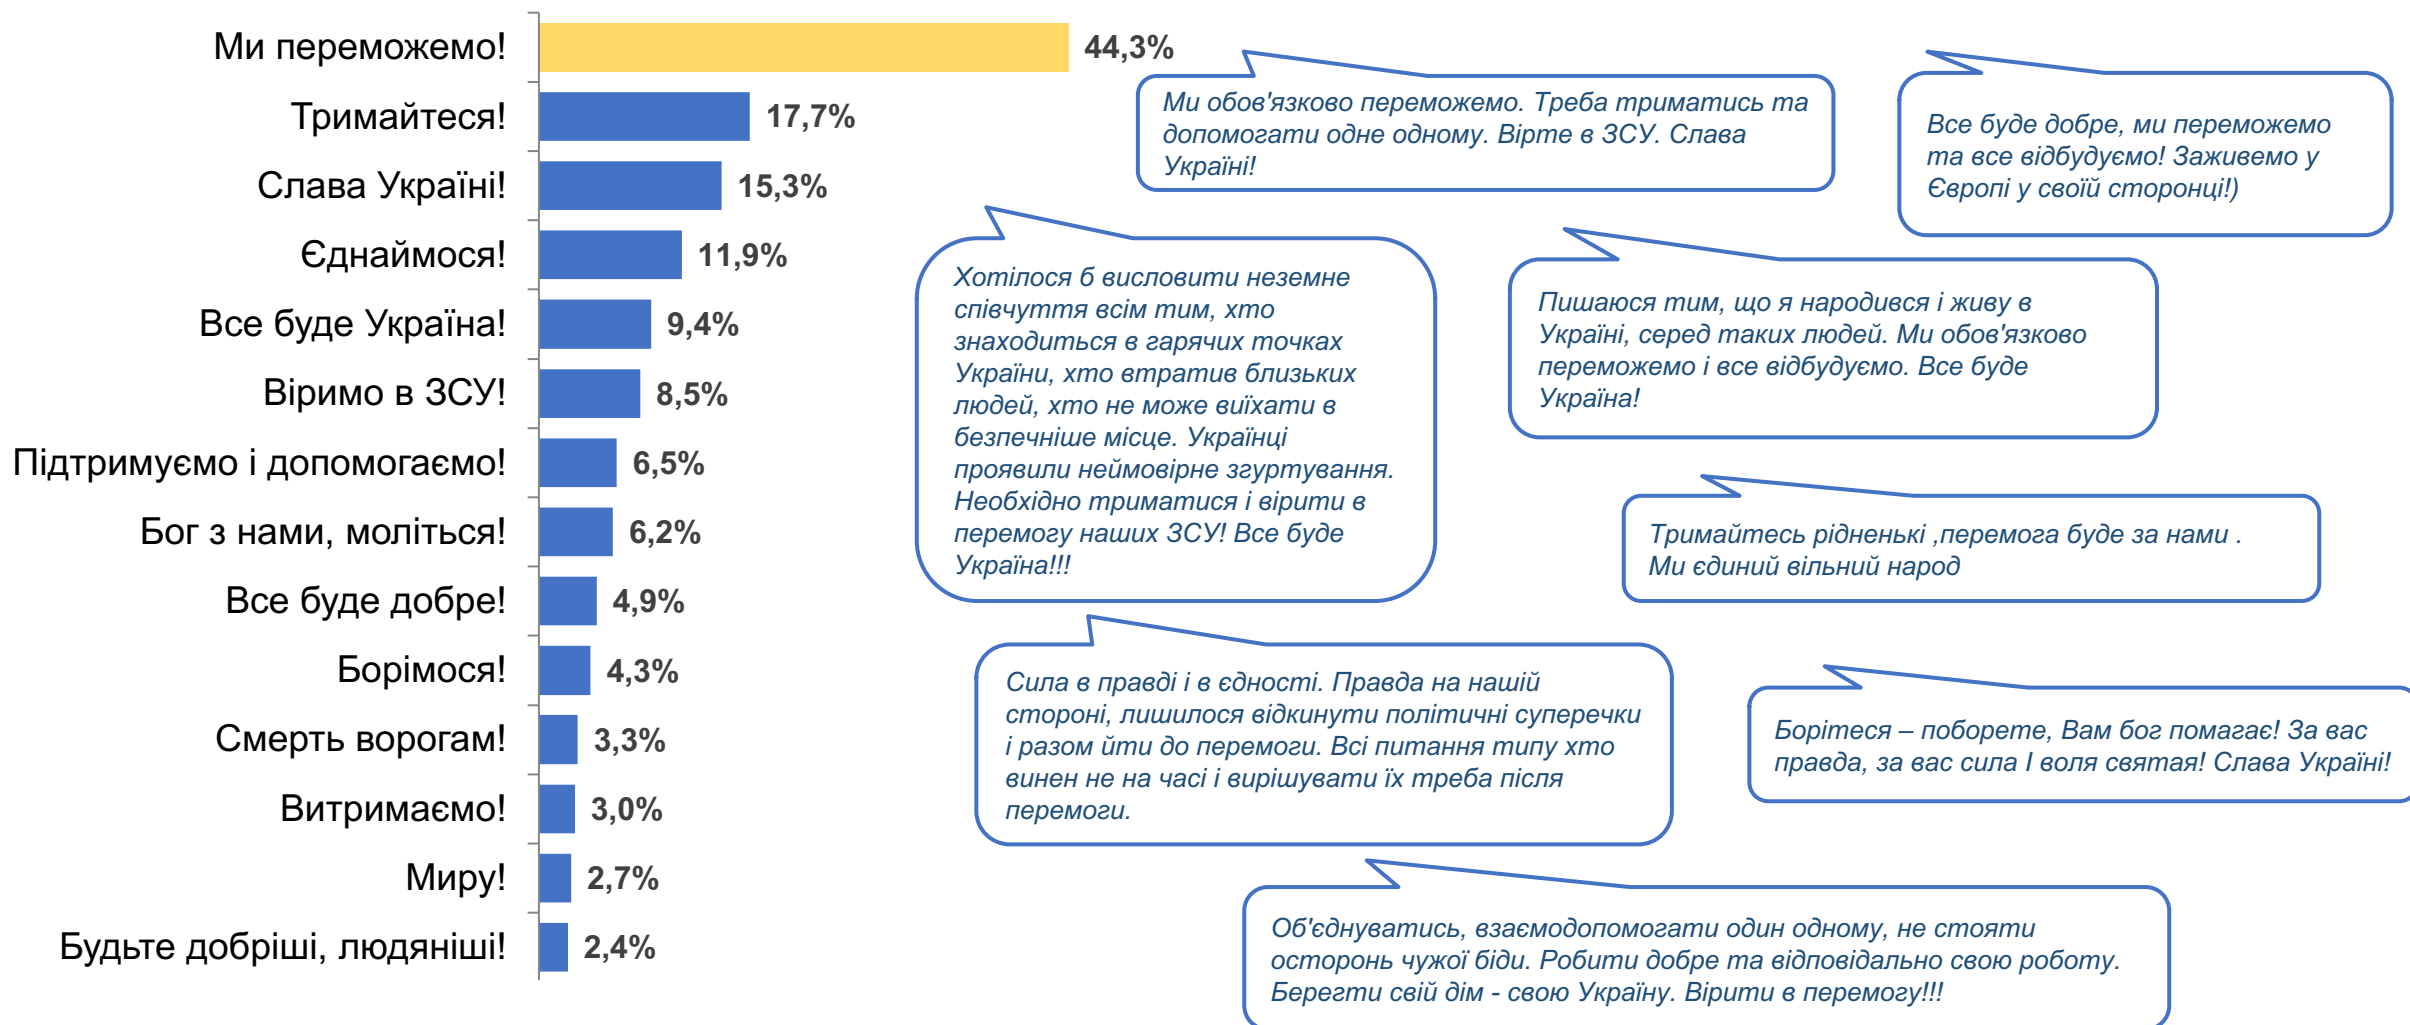 Ми переможемо!
44,3%
Тримайтеся!
17,7%
Слава Україні!
15,3%
Єднаймося!
11,9%
Все буде Україна!
9,4%
Віримо в ЗСУ!
8,5%
Підтримуємо і допомогаємо!
6,5%
Бог з нами, моліться!
6,2%
Все буде добре!
4,9%
Борімося!
4,3%
Смерть ворогам!
3,3%
Витримаємо!
3,0%
Миру!
2,7%
Будьте добріші, людяніші!
2,4%
Ми обов'язково переможемо. Треба триматись та
допомогати одне одному. Вірте в ЗСУ. Слава
Україні!
Все буде добре, ми переможемо
та все відбудуємо! Заживемо у
Європі у своїй сторонці!)
Хотілося б висловити неземне
співчуття всім тим, хто
знаходиться в гарячих точках
України, хто втратив близьких
людей, хто не може виїхати в
безпечніше місце. Українці
проявили неймовірне згуртування.
Необхідно триматися і вірити в
перемогу наших ЗСУ! Все буде
Україна!!!
Пишаюся тим, що я народився і живу в
Україні, серед таких людей. Ми обов'язково
переможемо і все відбудуємо. Все буде
Україна!
Тримайтесь рідненькі ,перемога буде за нами .
Ми єдиний вільний народ
Сила в правді і в єдності. Правда на нашій
стороні, лишилося відкинути політичні суперечки
і разом йти до перемоги. Всі питання типу хто
винен не на часі і вирішувати їх треба після
перемоги.
Борітеся – поборете, Вам бог помагає! За вас
правда, за вас сила І воля святая! Слава Україні!
Об'єднуватись, взаємодопомогати один одному, не стояти
осторонь чужої біди. Робити добре та відповідально свою роботу.
Берегти свій дім - свою Україну. Вірити в перемогу!!!